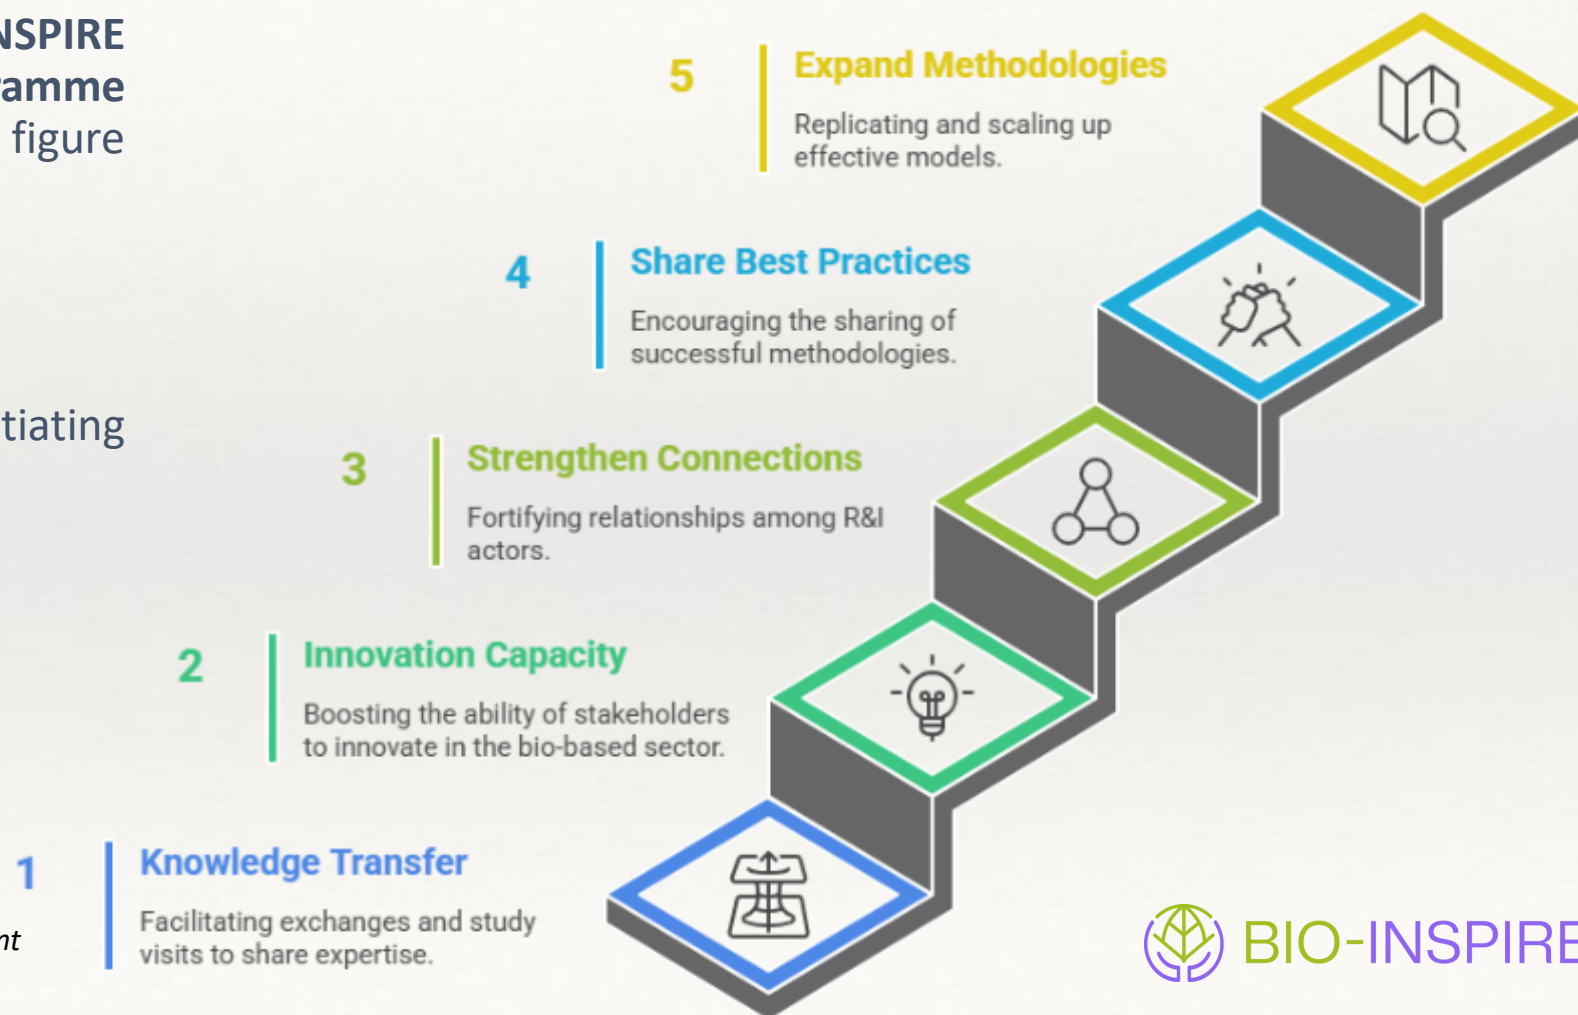 NSPIRE
ramme
figure
tiating
nt
5
Expand Methodologies
Replicating and scaling up
effective models.
4
Share Best Practices
Encouraging the sharing of
successful methodologies.
3
Strengthen Connections
Fortifying relationships among R&I
actors.
2
Innovation Capacity
Boosting the ability of stakeholders
to innovate in the bio-based sector.
1
Knowledge Transfer
Facilitating exchanges and study
visits to share expertise.
BIO-INSPIRE